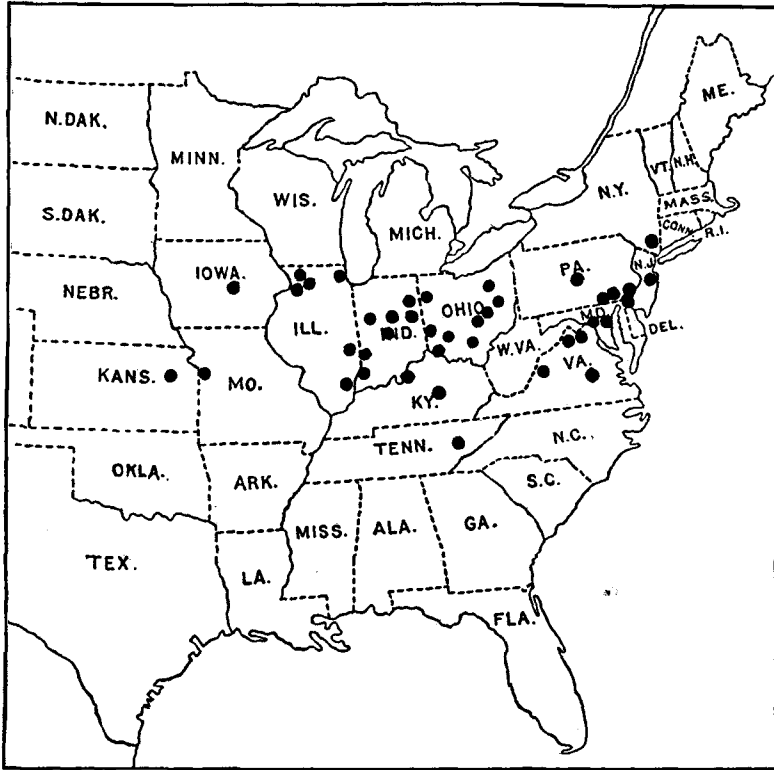 ME.
N.DAK.
MINN.
VT.
N.H.
WIS.
N.Y.
MASS.
S.DAK.
MICH.
CONN.
R.I.
IOWA.
PA.
N.J.
NEBR.
OHIO
ILL.
IND.
MD.
DEL.
W.VA.
VA.
KANS.
MO.
KY.
TENN.
N.C.
OKLA.
ARK.
S.C.
MISS.
ALA.
GA.
TEX.
LA.
FLA.